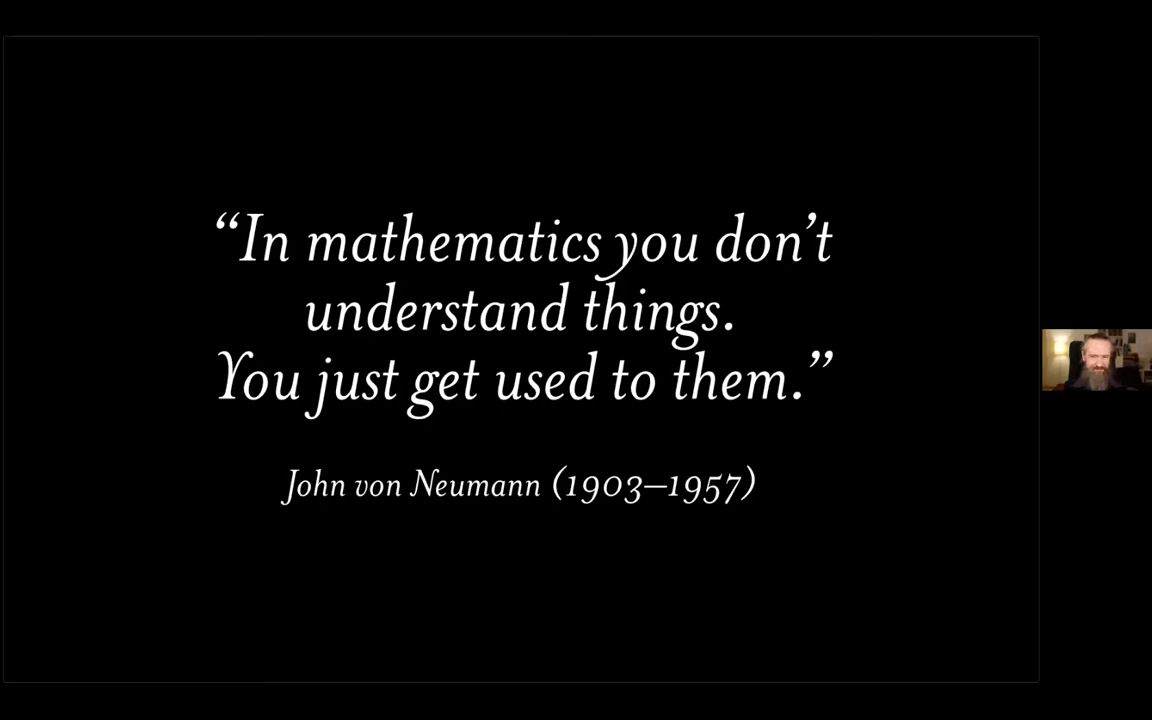 “In mathematics you don’t
understand things.
You just get used to them.”
John von Neumann (1903–1957)